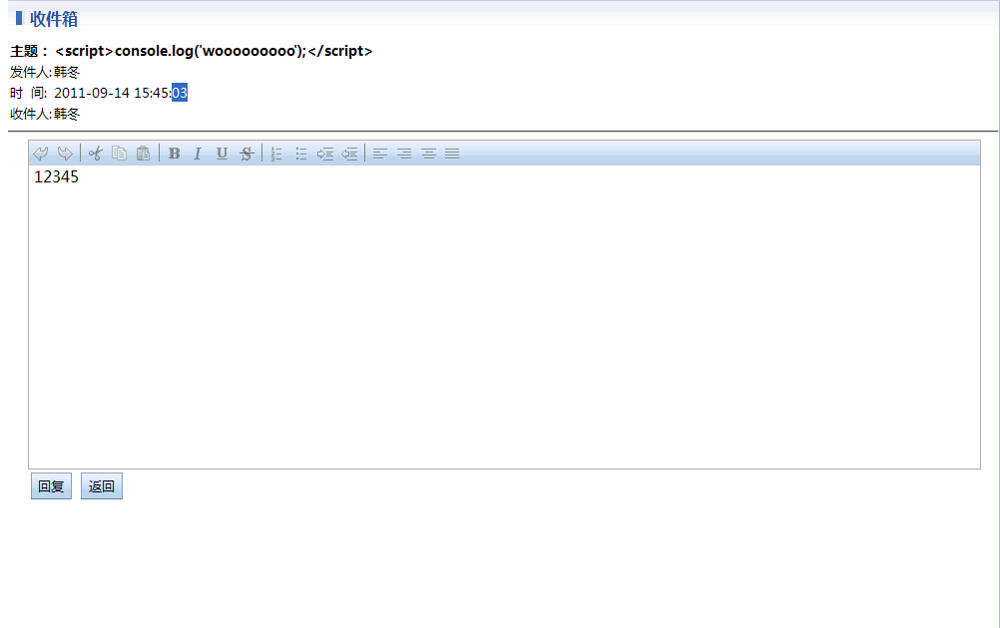 收件箱
主题： <script>console.log('wooooooooo');</script>
发件人: 韩冬
时 间: 2011-09-14 15:45:03
收件人: 韩冬
B I U S
12345
回复 返回